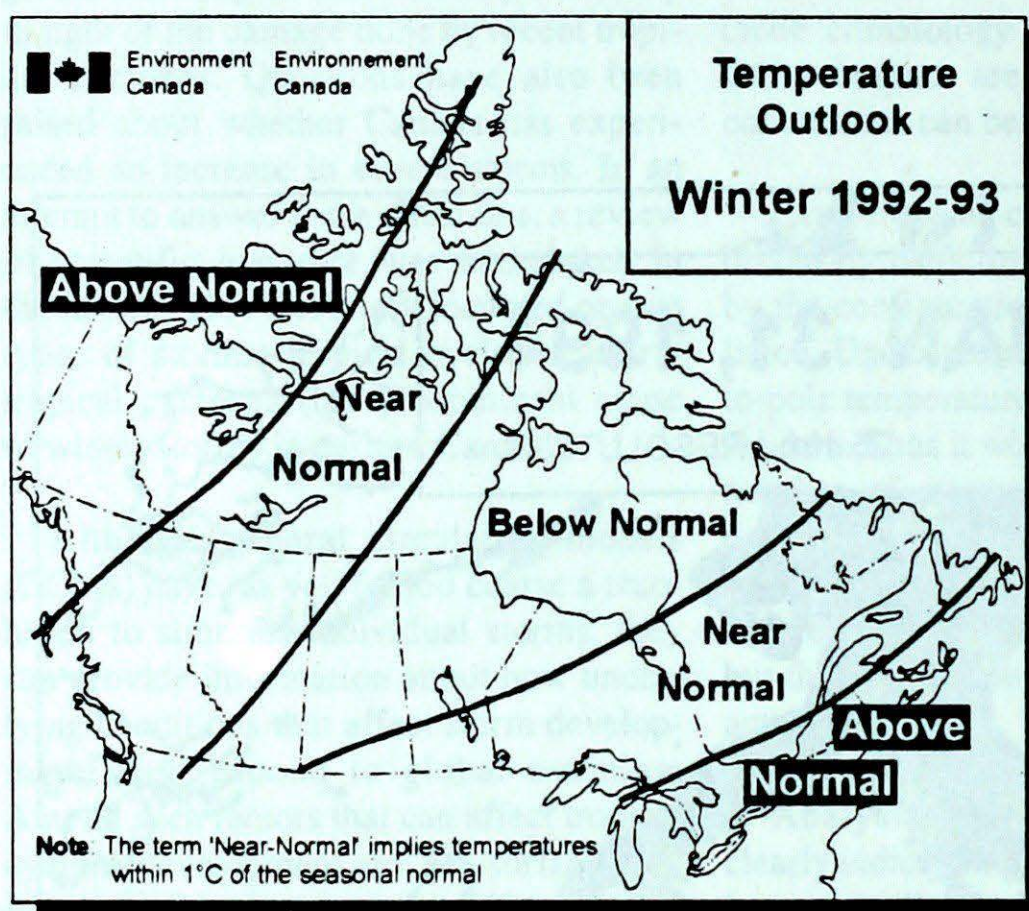 Environment Environnement
Canada Canada
Temperature
Outlook
Winter 1992-93
Above Normal
Near
Normal
Below Normal
Near
Normal
Above
Normal
Note: The term 'Near-Normal' implies temperatures
within 1°C of the seasonal normal